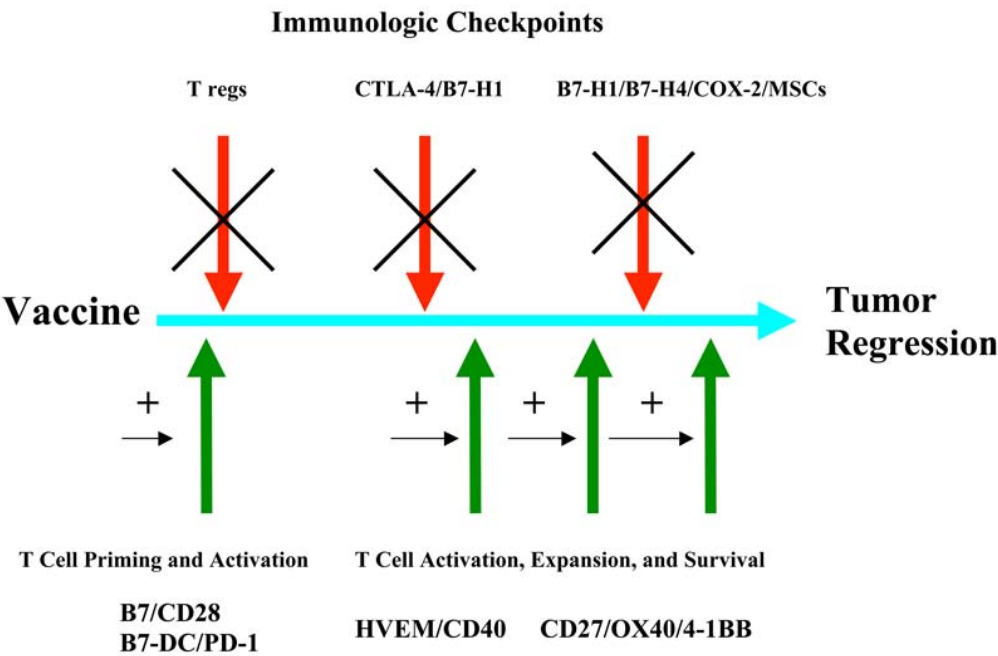 Immunologic Checkpoints
T regs
CTLA-4/B7-H1
B7-H1/B7-H4/COX-2/MSCs
Vaccine
Tumor
Regression
+
+
+
+
T Cell Priming and Activation
T Cell Activation, Expansion, and Survival
B7/CD28
B7-DC/PD-1
HVEM/CD40
CD27/OX40/4-1BB